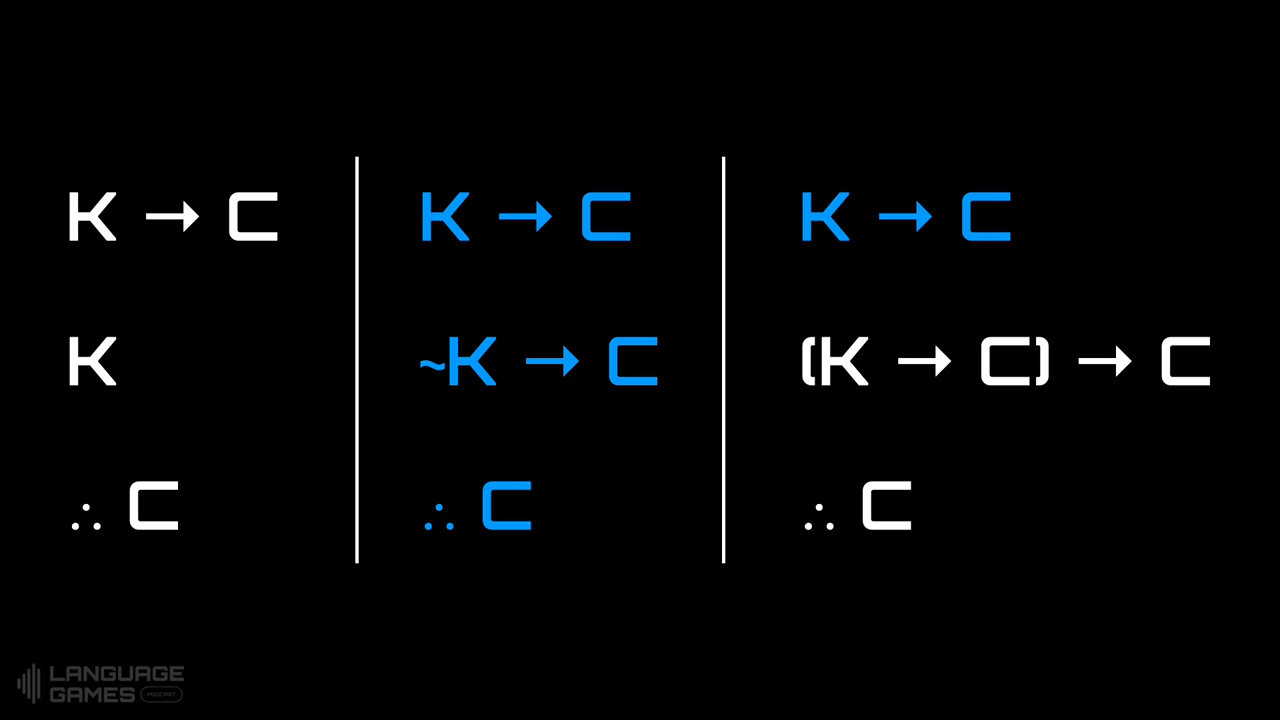 K → C
K
∴ C
K → C
~K → C
∴ C
K → C
(K → C) → C
∴ C
LANGUAGE
GAMES PODCAST